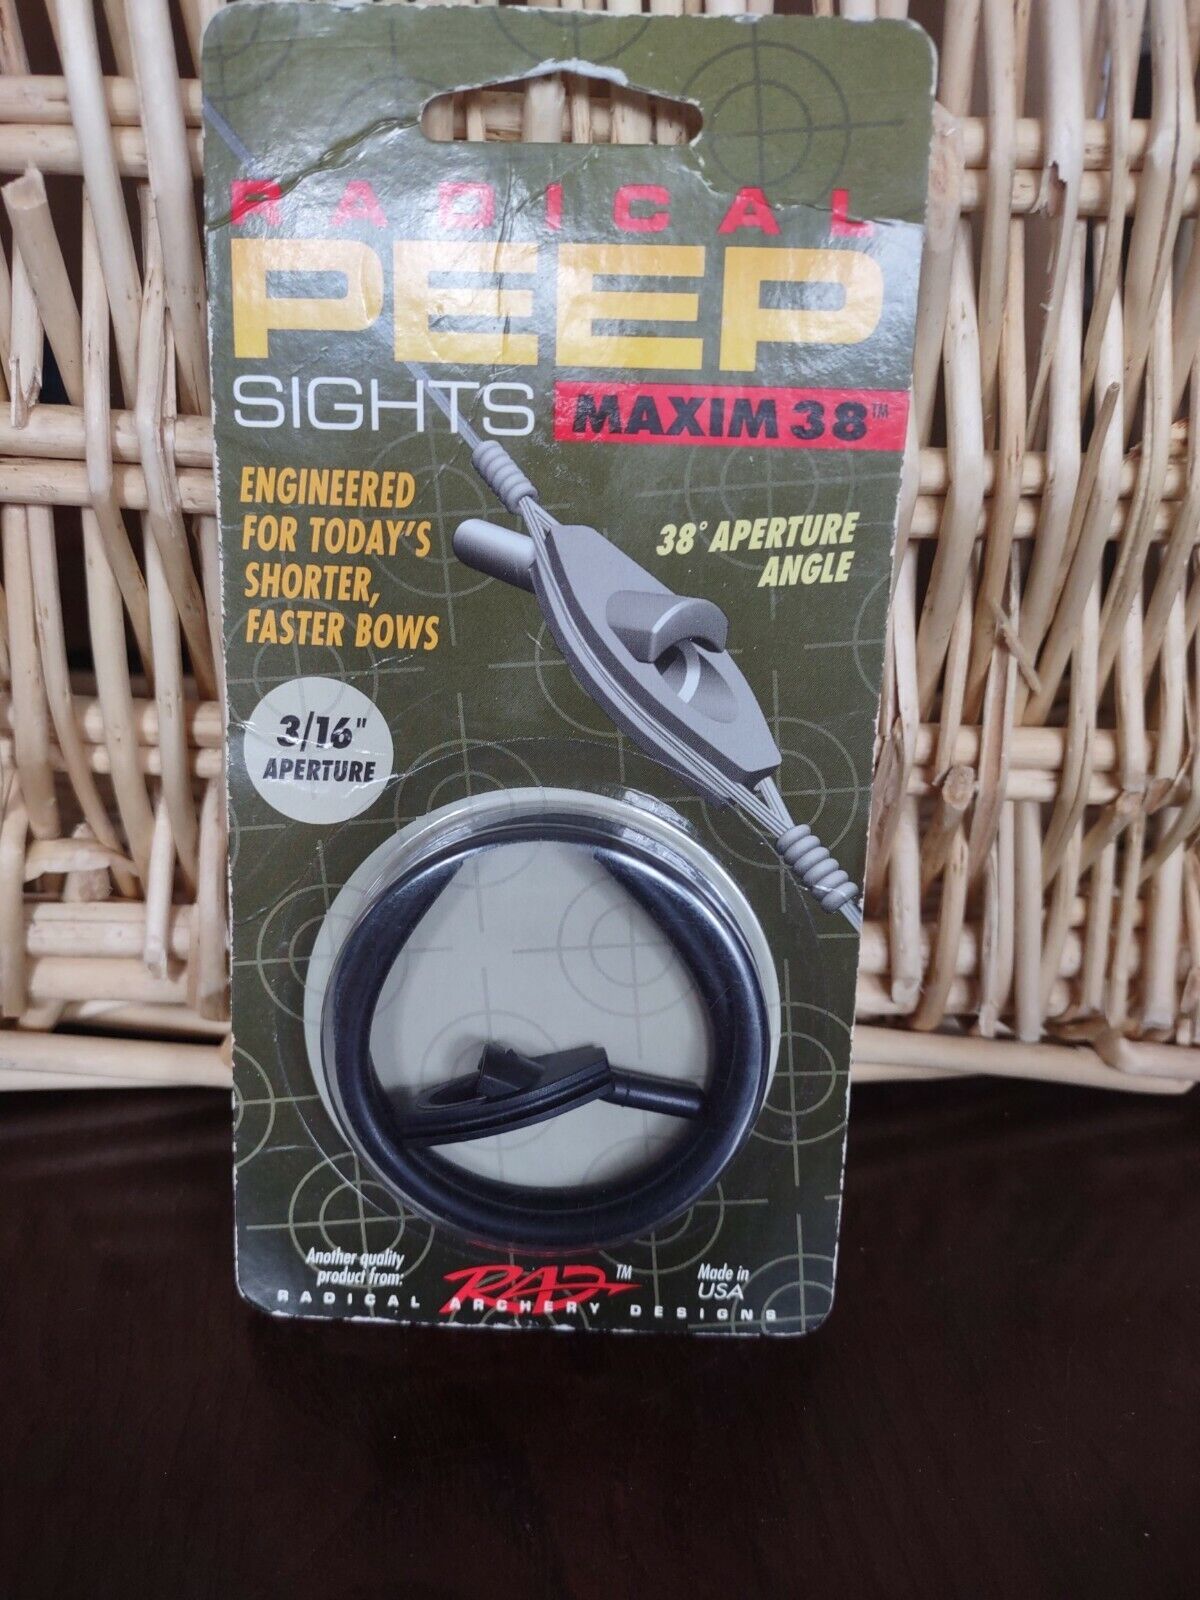 RADICAL
PEEP
SIGHTS MAXIM 38™
ENGINEERED
FOR TODAY'S
SHORTER,
FASTER BOWS
38° APERTURE
ANGLE
3/16"
APERTURE
Another quality
product from:
RAD™
Made in
USA
RADICAL ARCHERY DESIGNS